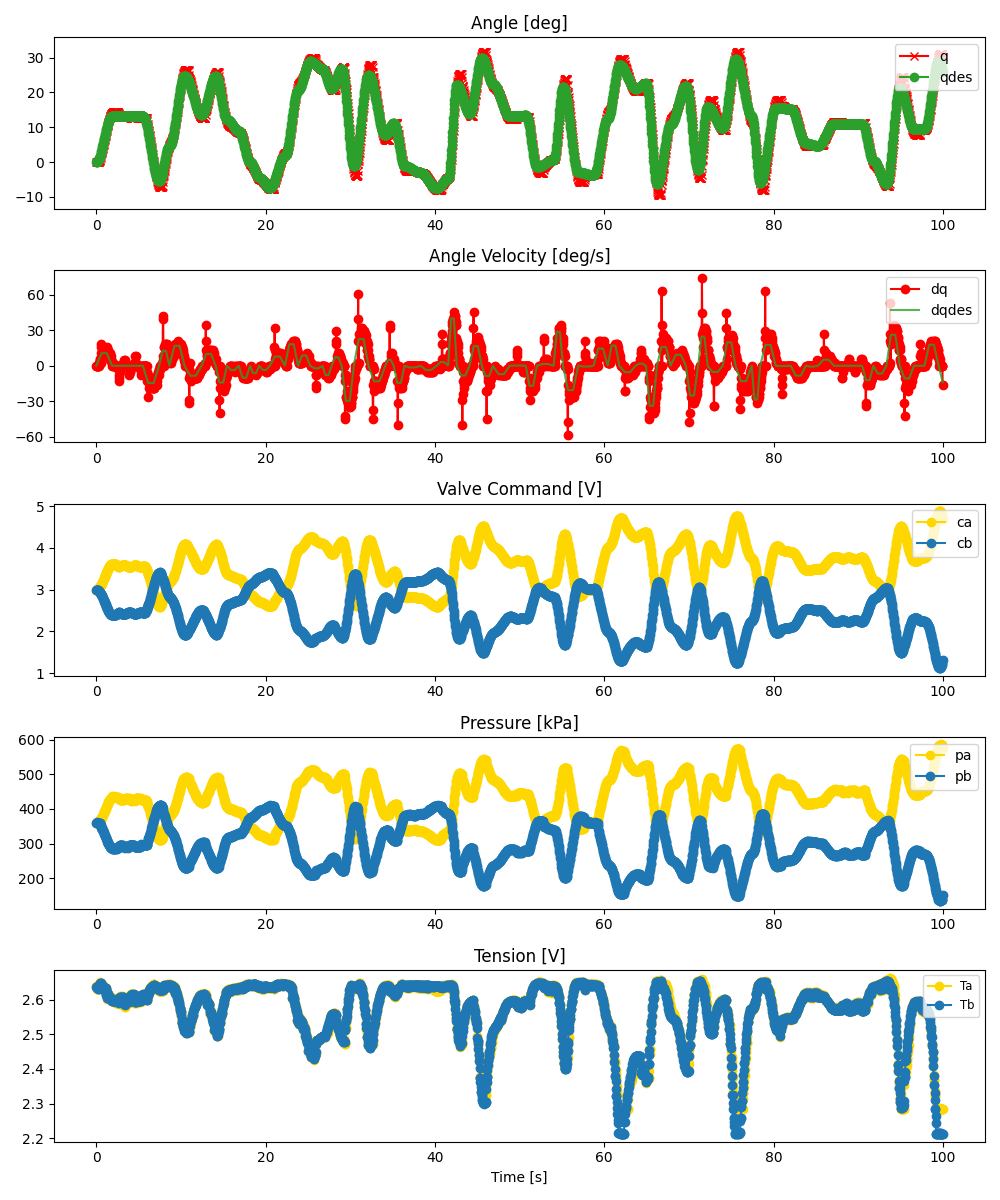 Angle [deg]
30
20
10
0
−10
q
qdes
0 20 40 60 80 100
Angle Velocity [deg/s]
60
30
0
−30
−60
dq
dqdes
0 20 40 60 80 100
Valve Command [V]
5
4
3
2
1
ca
cb
0 20 40 60 80 100
Pressure [kPa]
600
500
400
300
200
pa
pb
0 20 40 60 80 100
Tension [V]
2.6
2.5
2.4
2.3
2.2
Ta
Tb
0 20 40 60 80 100
Time [s]